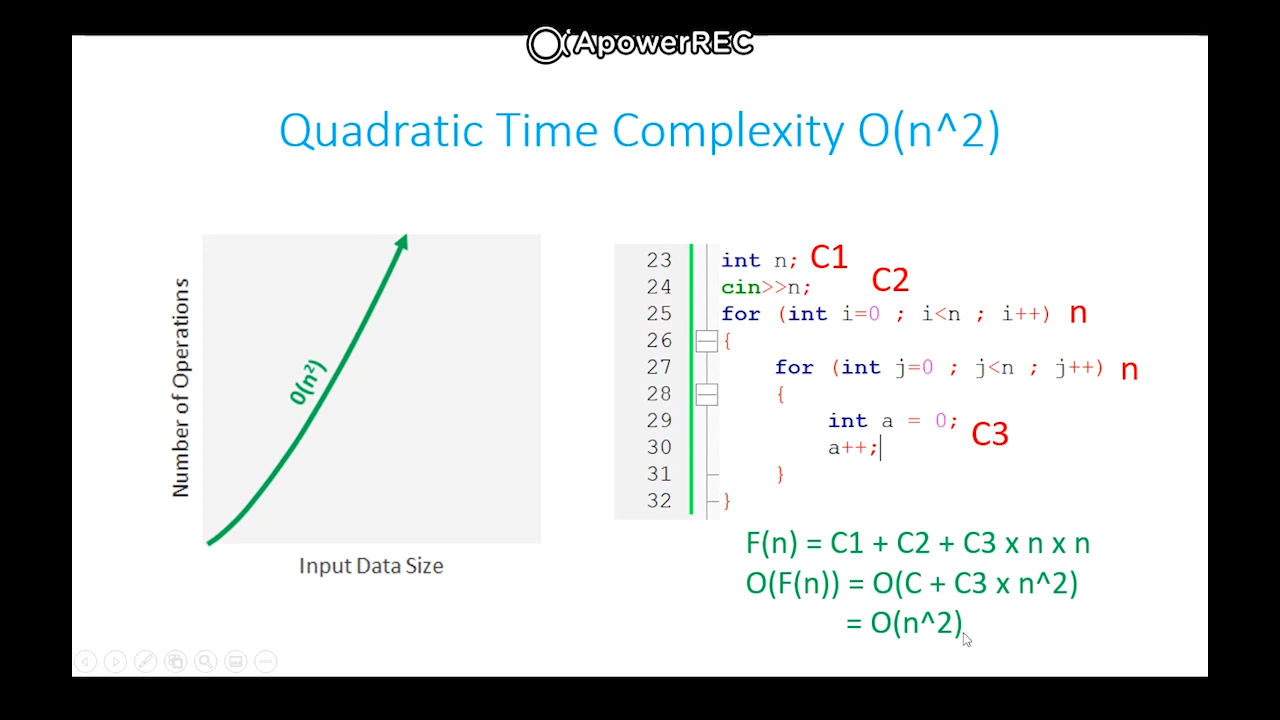 ApowerREC
Quadratic Time Complexity O(n^2)
Number of Operations
O(n²)
Input Data Size
23 int n; C1
24 cin>>n; C2
25 for (int i=0 ; i<n ; i++) n
26 {
27 for (int j=0 ; j<n ; j++) n
28 {
29 int a = 0;
30 a++; C3
31 }
32 }
F(n) = C1 + C2 + C3 x n x n
O(F(n)) = O(C + C3 x n^2)
= O(n^2)